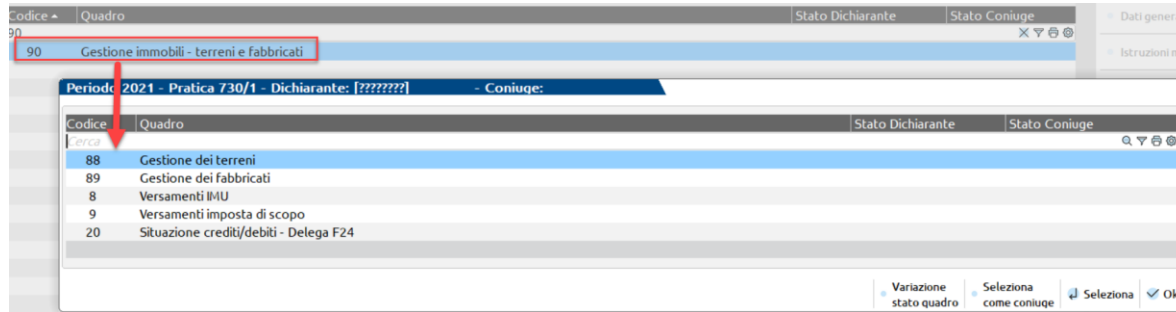 Codice Quadro Stato Dichiarante Stato Coniuge
90
90 Gestione immobili - terreni e fabbricati
Periodo 2021 - Pratica 730/1 - Dichiarante: [????????] - Coniuge:
Codice Quadro Stato Dichiarante Stato Coniuge
Cerca
88 Gestione dei terreni
89 Gestione dei fabbricati
8 Versamenti IMU
9 Versamenti imposta di scopo
20 Situazione crediti/debiti - Delega F24
Variazione stato quadro
Seleziona come coniuge
Seleziona
Ok
Dati gener
Istruzioni